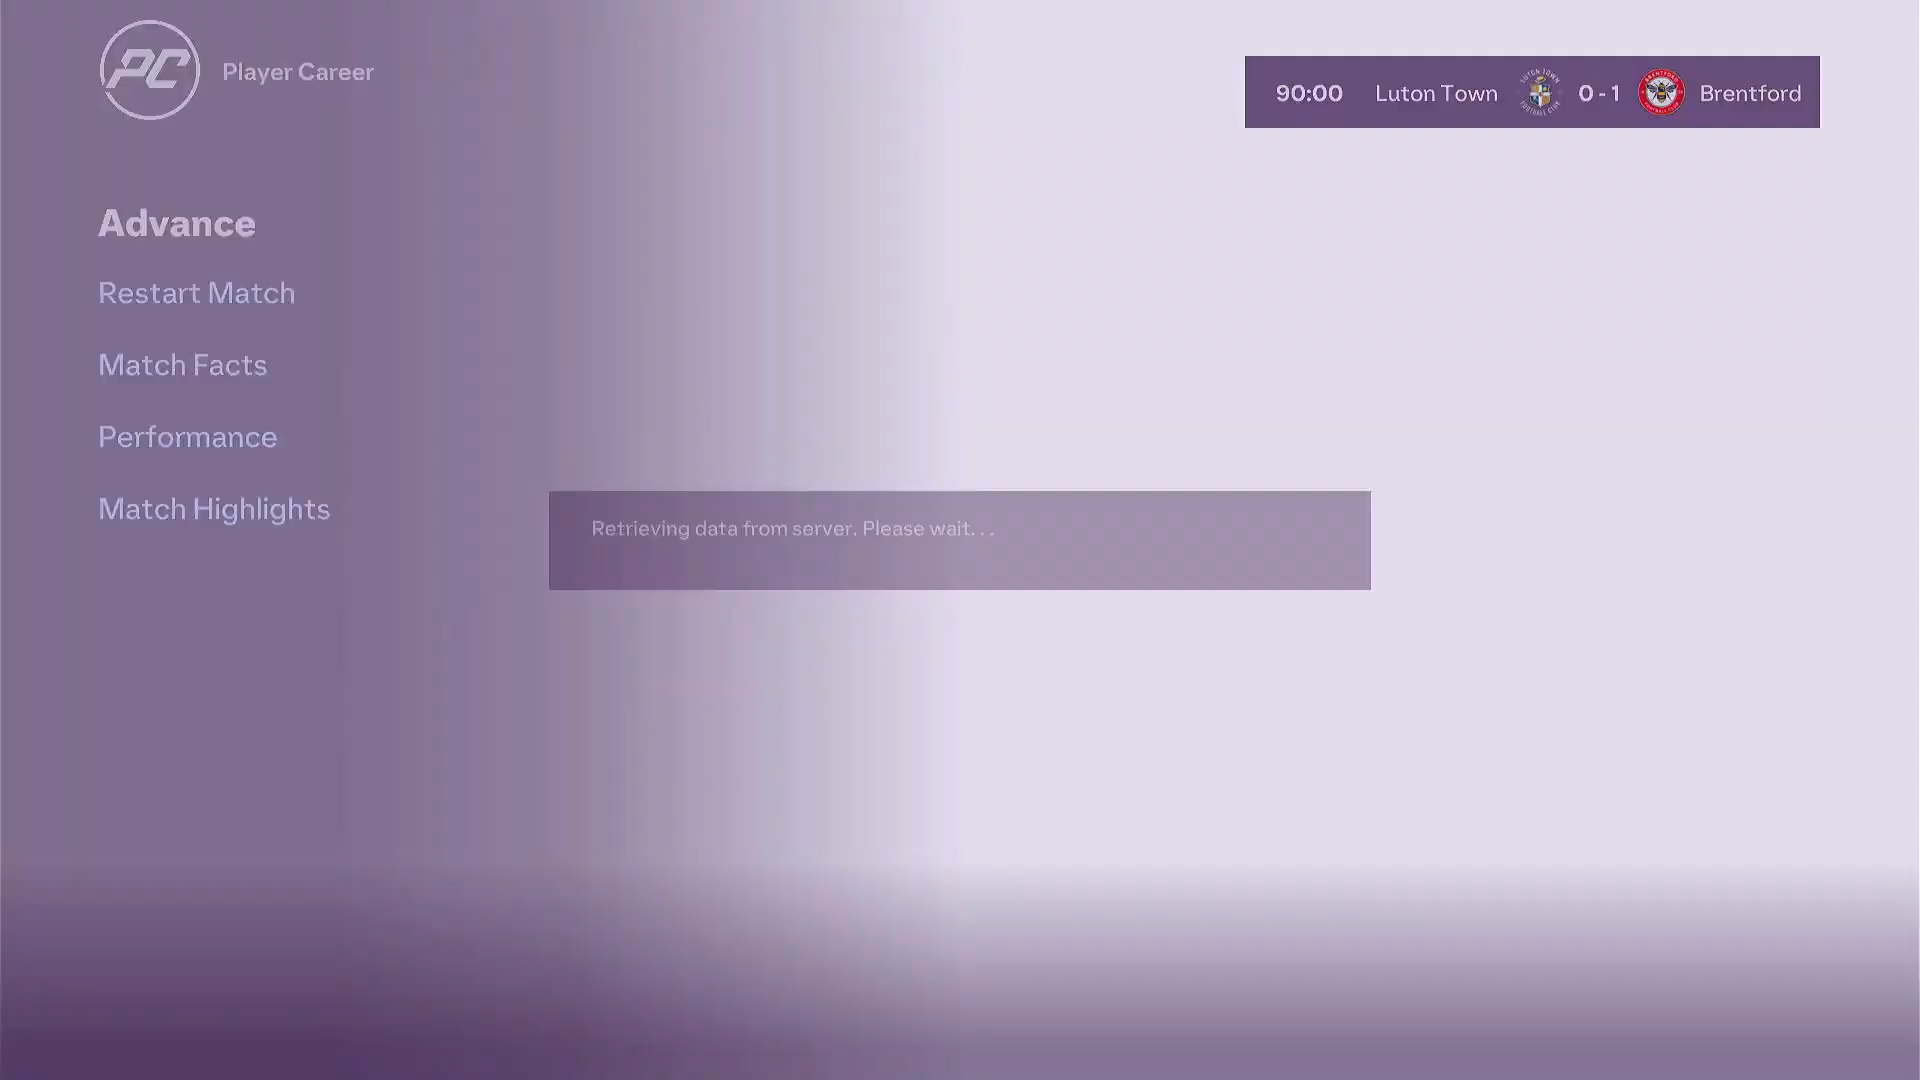 PC
Player Career
90:00 Luton Town 0 - 1 Brentford
Advance
Restart Match
Match Facts
Performance
Match Highlights
Retrieving data from server. Please wait. . .